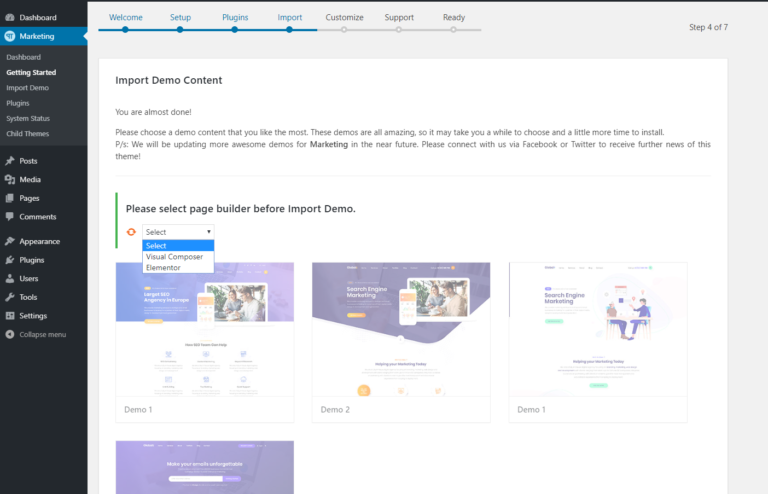 Dashboard
Marketing
Dashboard
Getting Started
Import Demo
Plugins
System Status
Child Themes
Posts
Media
Pages
Comments
Appearance
Plugins
Users
Tools
Settings
Collapse menu
Welcome Setup Plugins Import Customize Support Ready
Step 4 of 7
Import Demo Content
You are almost done!
Please choose a demo content that you like the most. These demos are all amazing, so it may take you a while to choose and a little more time to install.
P/s: We will be updating more awesome demos for Marketing in the near future. Please connect with us via Facebook or Twitter to receive further news of this
theme!
Please select page builder before Import Demo.
Select
Select
Visual Composer
Elementor
Largest SEO
Angenny in Europe
Your SEO Team Can Help
Demo 1
Search Engine
Marketing
Helping your Marketing Today
Demo 2
Search Engine
Marketing
Making your Marketing Today
Demo 1
Make your emails unforgettable